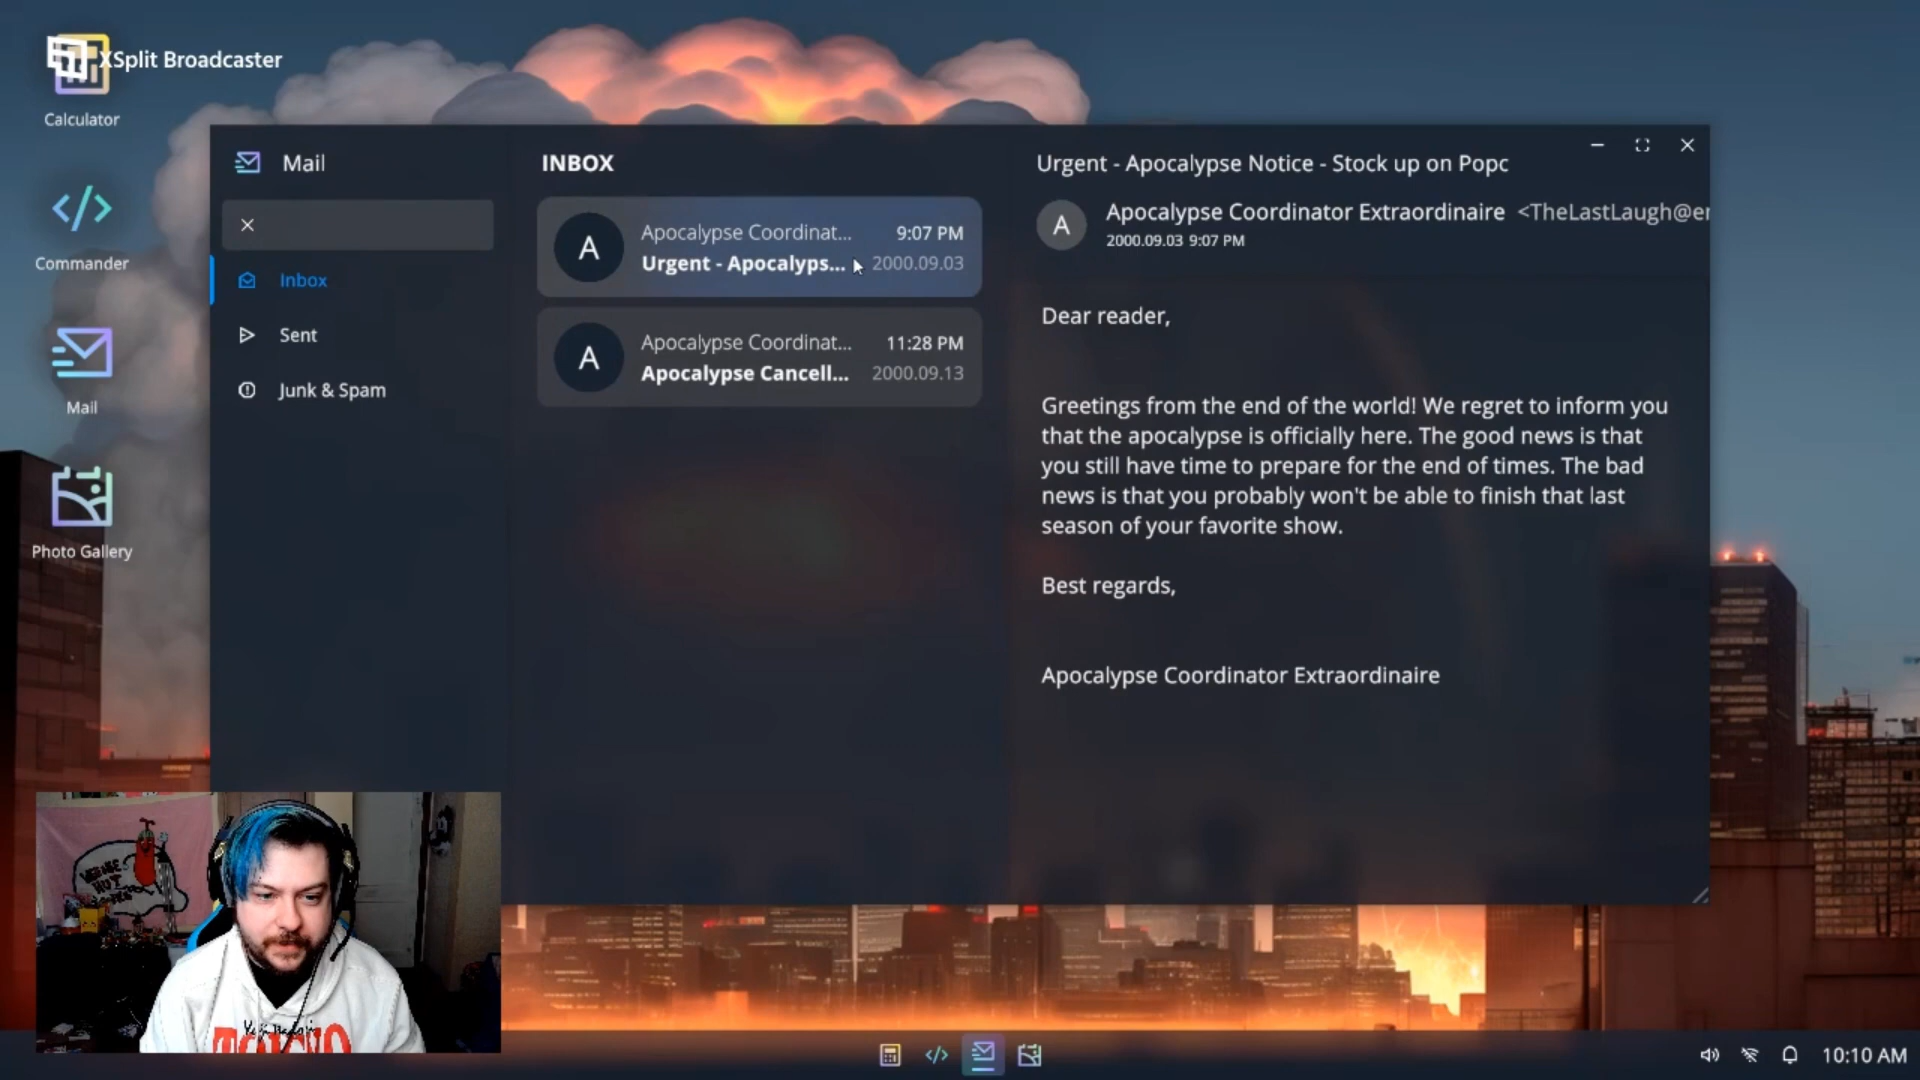 XSplit Broadcaster
Calculator
Commander
Mail
Photo Gallery
Mail
Inbox
Sent
Junk & Spam
INBOX
A
Apocalypse Coordinat... 9:07 PM
Urgent - Apocalyps... 2000.09.03
A
Apocalypse Coordinat... 11:28 PM
Apocalypse Cancell... 2000.09.13
Urgent - Apocalypse Notice - Stock up on Popc
A
Apocalypse Coordinator Extraordinaire <TheLastLaugh@er
2000.09.03 9:07 PM
Dear reader,
Greetings from the end of the world! We regret to inform you
that the apocalypse is officially here. The good news is that
you still have time to prepare for the end of times. The bad
news is that you probably won't be able to finish that last
season of your favorite show.
Best regards,
Apocalypse Coordinator Extraordinaire
10:10 AM